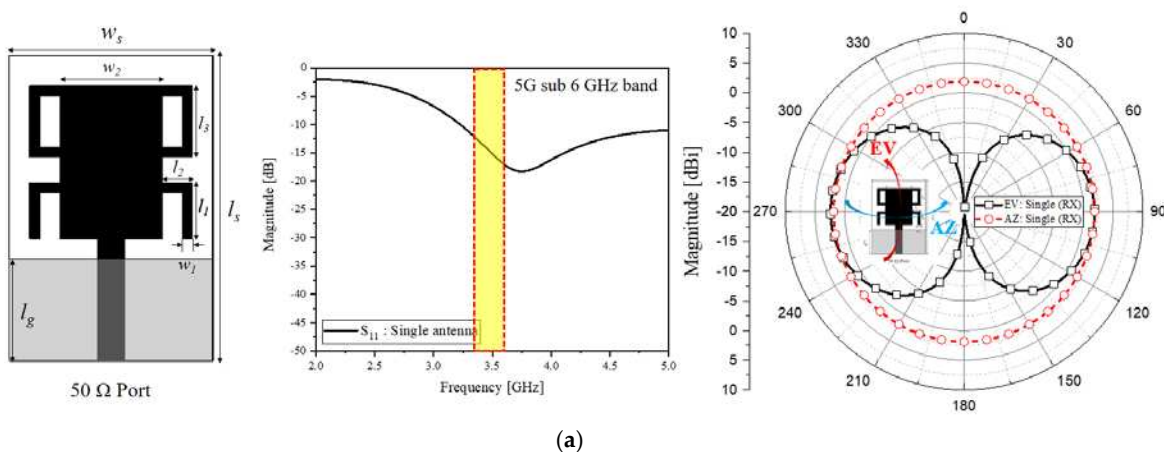 w_s
w_2
l_3
l_2
l_1
l_s
w_1
l_g
50 Ω Port
Magnitude [dB]
0
-5
-10
-15
-20
-25
-30
-35
-40
-45
-50
5G sub 6 GHz band
S_11 : Single antenna
2.0 2.5 3.0 3.5 4.0 4.5 5.0
Frequency [GHz]
Magnitude [dBi]
10
5
0
-5
-10
-15
-20
-15
-10
-5
0
5
10
0
30
60
90
120
150
180
210
240
270
300
330
EV
AZ
EV: Single (RX)
AZ: Single (RX)
(a)